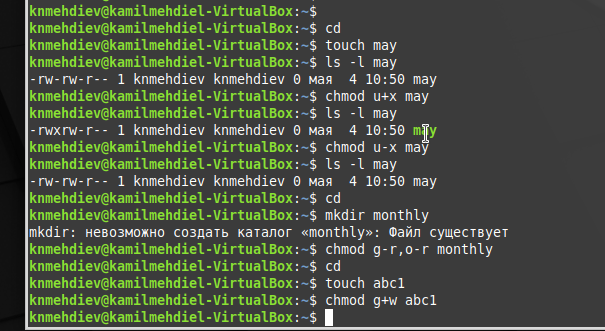 knmehdiev@kamilmehdiel-VirtualBox:~$
knmehdiev@kamilmehdiel-VirtualBox:~$ cd
knmehdiev@kamilmehdiel-VirtualBox:~$ touch may
knmehdiev@kamilmehdiel-VirtualBox:~$ ls -l may
-rw-rw-r-- 1 knmehdiev knmehdiev 0 мая  4 10:50 may
knmehdiev@kamilmehdiel-VirtualBox:~$ chmod u+x may
knmehdiev@kamilmehdiel-VirtualBox:~$ ls -l may
-rwxrw-r-- 1 knmehdiev knmehdiev 0 мая  4 10:50 may
knmehdiev@kamilmehdiel-VirtualBox:~$ chmod u-x may
knmehdiev@kamilmehdiel-VirtualBox:~$ ls -l may
-rw-rw-r-- 1 knmehdiev knmehdiev 0 мая  4 10:50 may
knmehdiev@kamilmehdiel-VirtualBox:~$ cd
knmehdiev@kamilmehdiel-VirtualBox:~$ mkdir monthly
mkdir: невозможно создать каталог «monthly»: Файл существует
knmehdiev@kamilmehdiel-VirtualBox:~$ chmod g-r,o-r monthly
knmehdiev@kamilmehdiel-VirtualBox:~$ cd
knmehdiev@kamilmehdiel-VirtualBox:~$ touch abc1
knmehdiev@kamilmehdiel-VirtualBox:~$ chmod g+w abc1
knmehdiev@kamilmehdiel-VirtualBox:~$